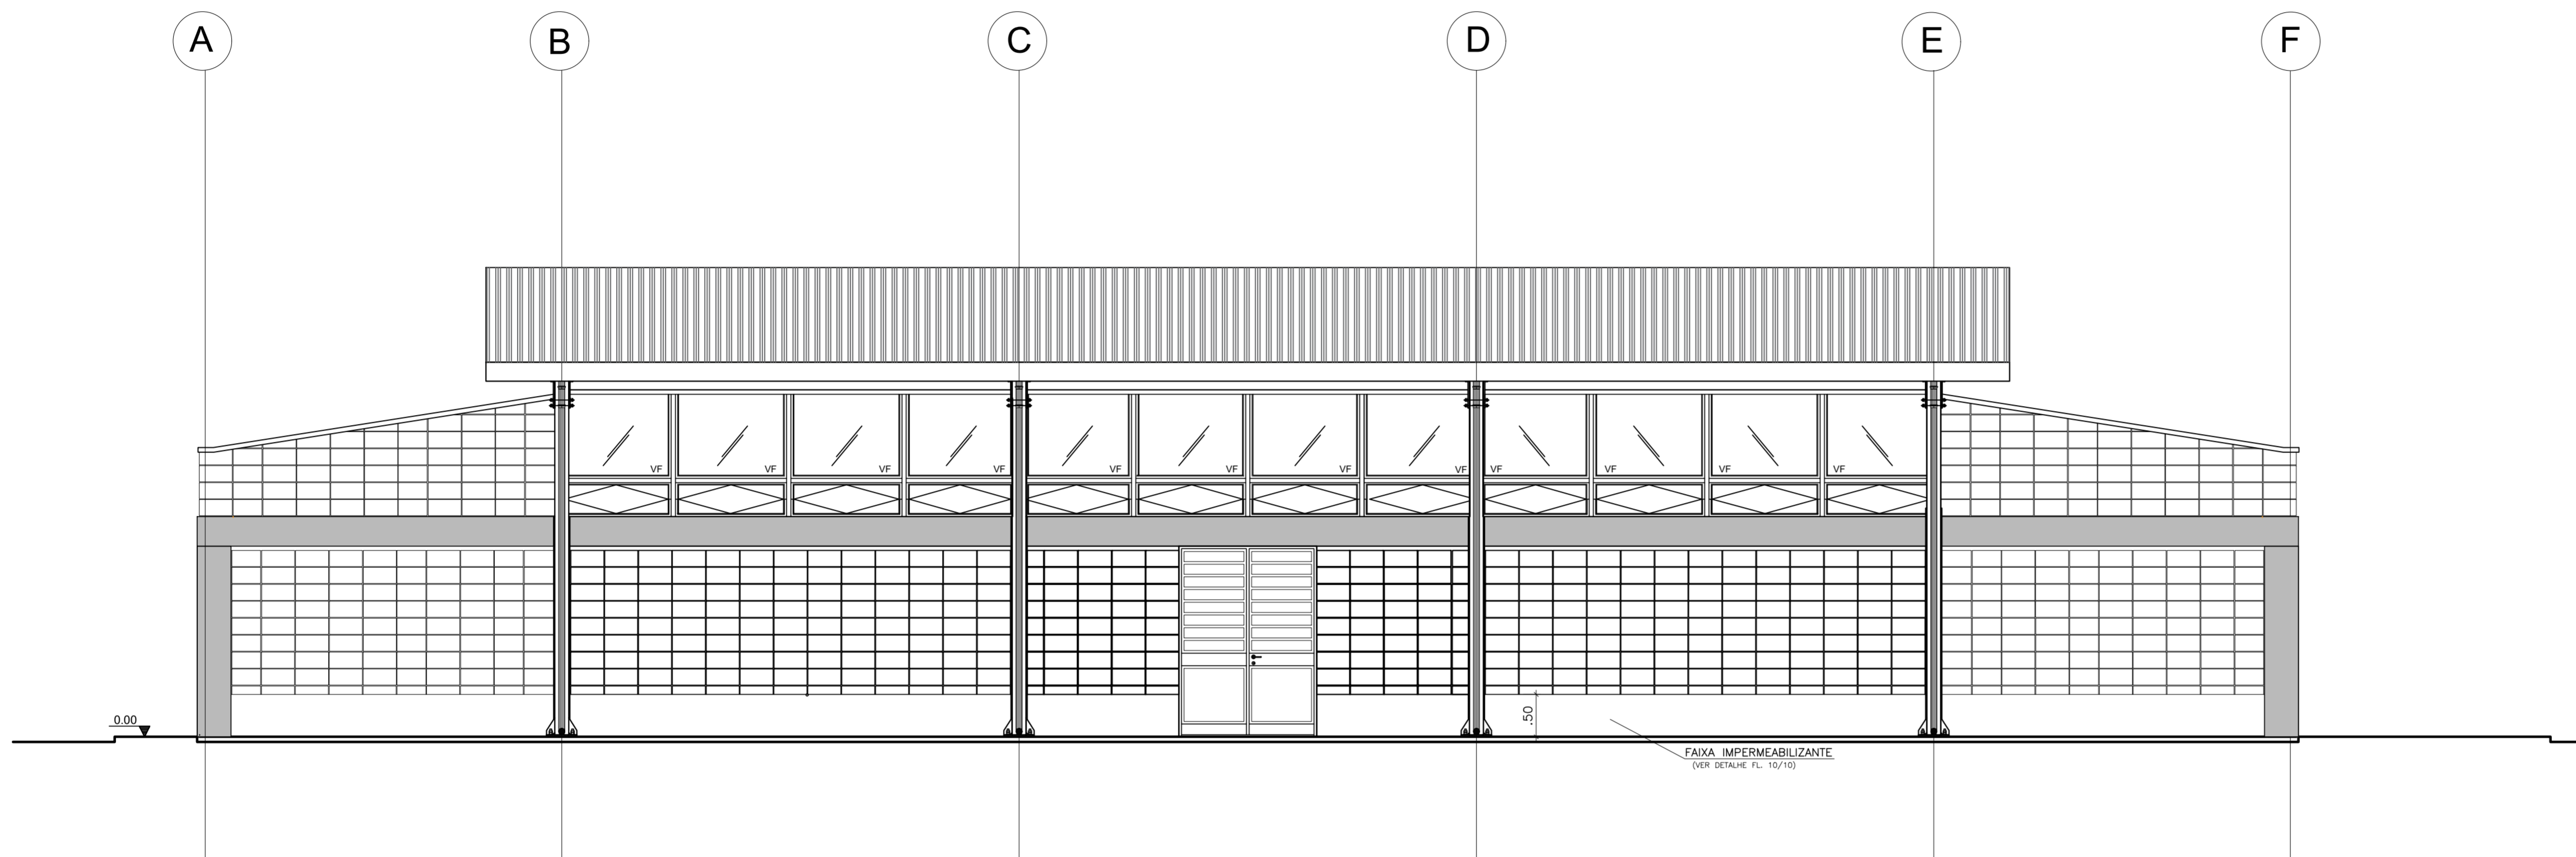 A
B
C
D
E
F
VF
VF
VF
VF
VF
VF
VF
VF
VF
VF
VF
VF
0.00
.50
FAIXA IMPERMEABILIZANTE
(VER DETALHE FL. 10/10)